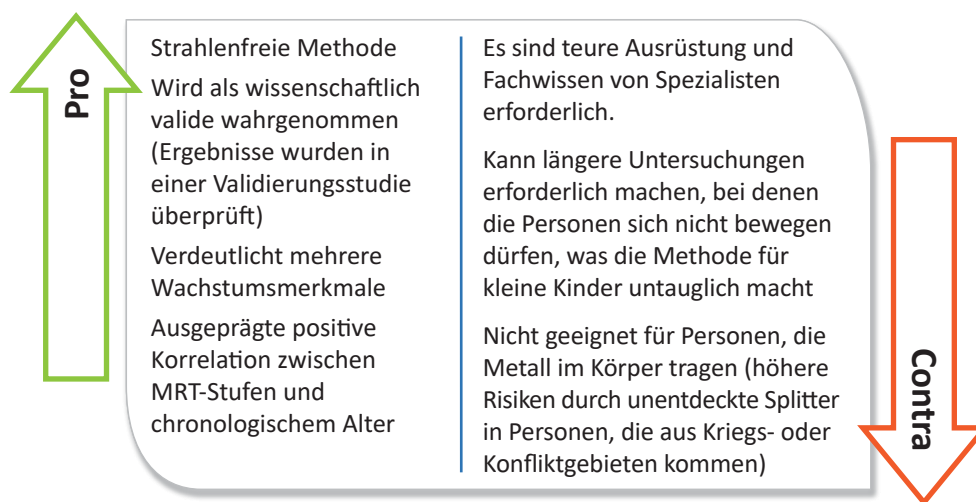 Pro
Strahlenfreie Methode
Wird als wissenschaftlich
valide wahrgenommen
(Ergebnisse wurden in
einer Validierungsstudie
überprüft)
Verdeutlicht mehrere
Wachstumsmerkmale
Ausgeprägte positive
Korrelation zwischen
MRT-Stufen und
chronologischem Alter
Es sind teure Ausrüstung und
Fachwissen von Spezialisten
erforderlich.
Kann längere Untersuchungen
erforderlich machen, bei denen
die Personen sich nicht bewegen
dürfen, was die Methode für
kleine Kinder untauglich macht
Nicht geeignet für Personen, die
Metall im Körper tragen (höhere
Risiken durch unentdeckte Splitter
in Personen, die aus Kriegs- oder
Konfliktgebieten kommen)
Contra